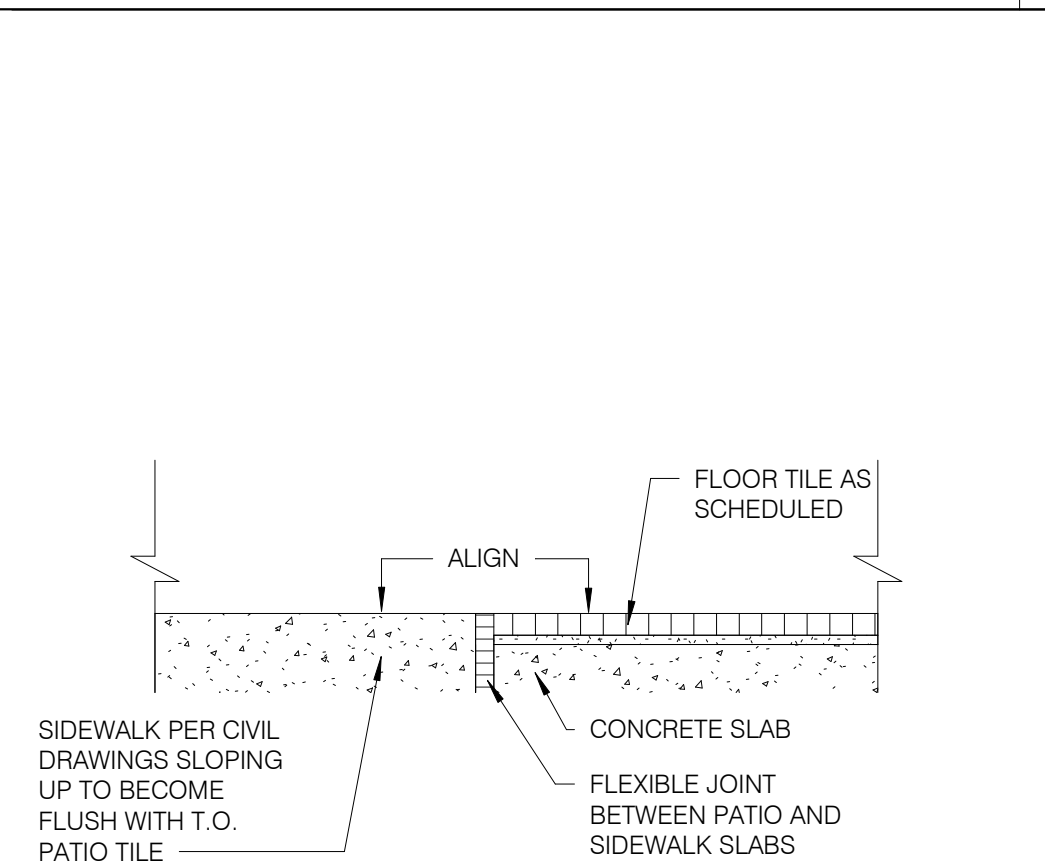 FLOOR TILE AS
SCHEDULED
ALIGN
SIDEWALK PER CIVIL
DRAWINGS SLOPING
UP TO BECOME
FLUSH WITH T.O.
PATIO TILE
CONCRETE SLAB
FLEXIBLE JOINT
BETWEEN PATIO AND
SIDEWALK SLABS